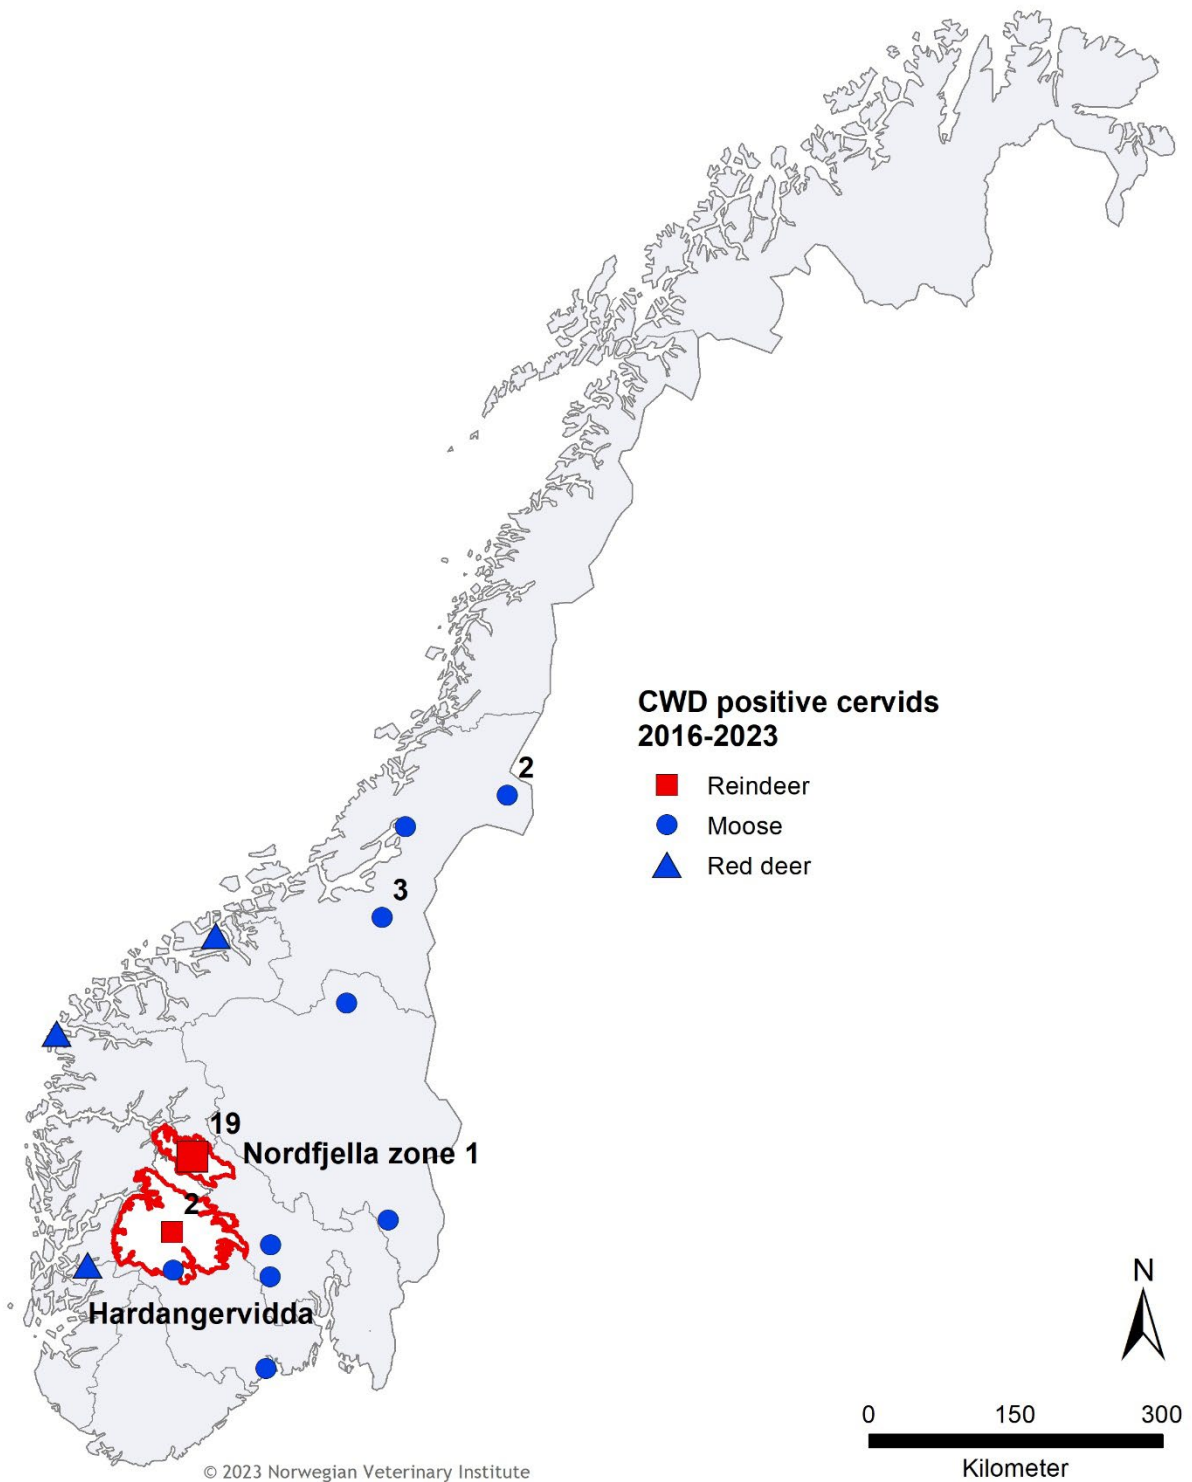 CWD positive cervids
2016-2023
Reindeer
Moose
Red deer
2
3
19
Nordfjella zone 1
2
Hardangervidda
N
0 150 300
Kilometer
© 2023 Norwegian Veterinary Institute